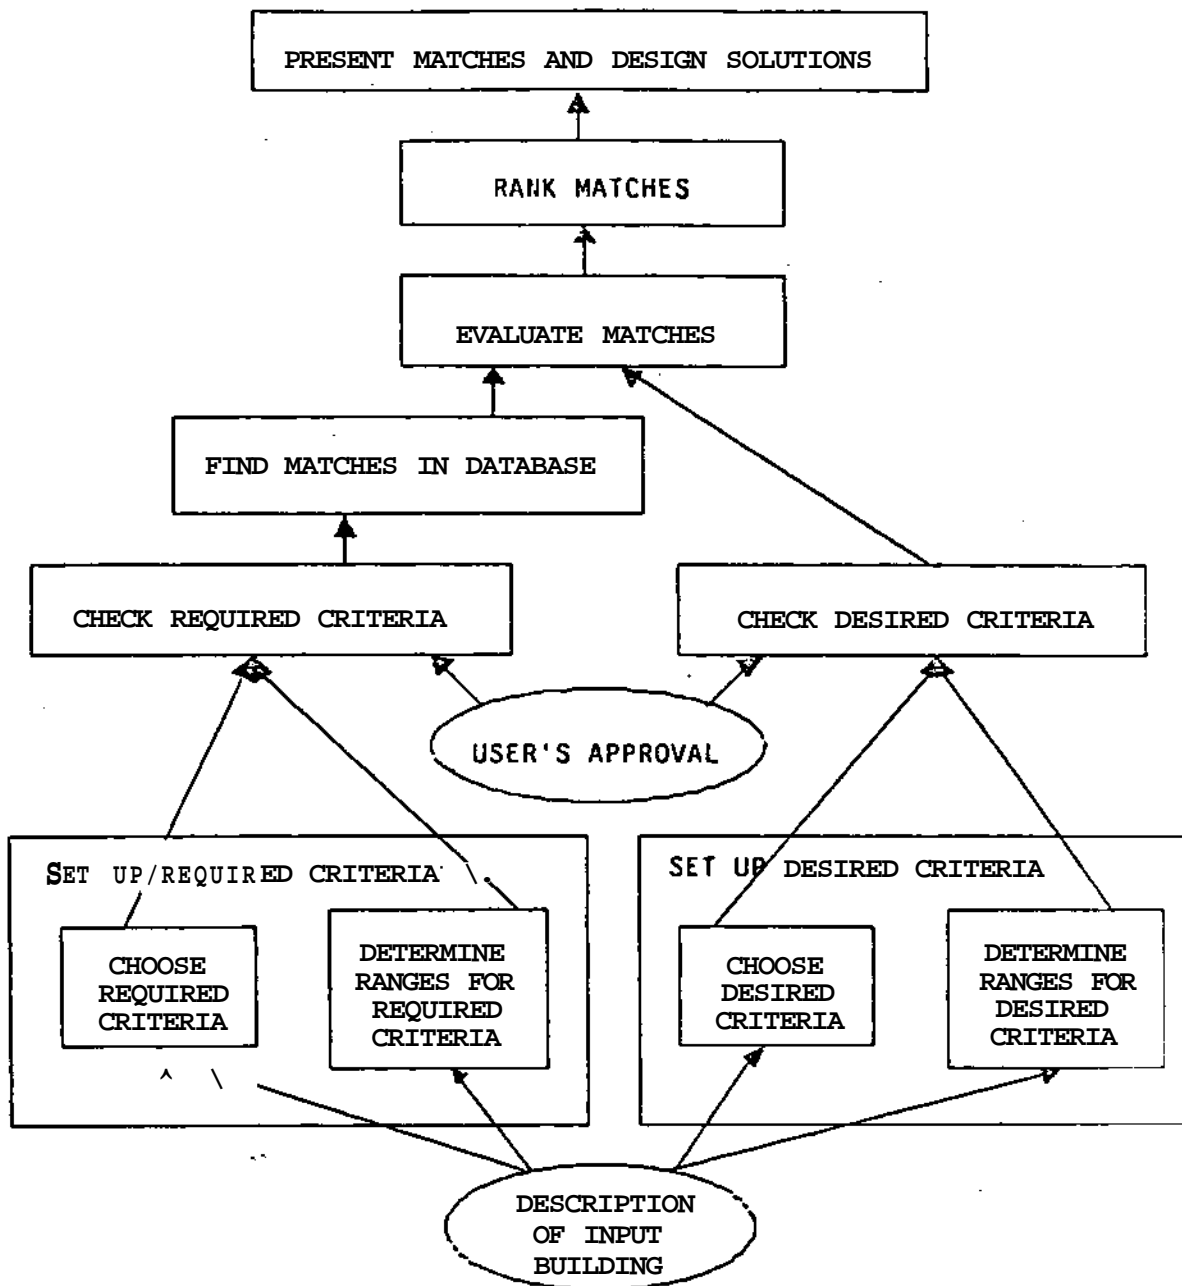 PRESENT MATCHES AND DESIGN SOLUTIONS
RANK MATCHES
EVALUATE MATCHES
FIND MATCHES IN DATABASE
CHECK REQUIRED CRITERIA
CHECK DESIRED CRITERIA
USER'S APPROVAL
SET UP/REQUIRED CRITERIA
CHOOSE
REQUIRED
CRITERIA
DETERMINE
RANGES FOR
REQUIRED
CRITERIA
SET UP DESIRED CRITERIA
CHOOSE
DESIRED
CRITERIA
DETERMINE
RANGES FOR
DESIRED
CRITERIA
DESCRIPTION
OF INPUT
BUILDING